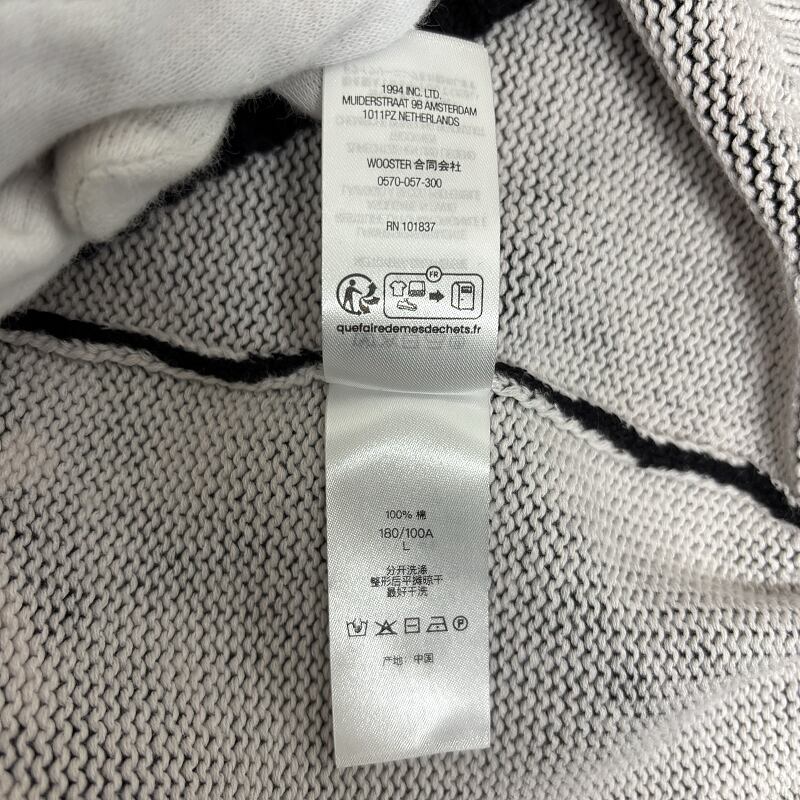 1994 INC. LTD.
MUIDERSTRAAT 9B AMSTERDAM
1011PZ NETHERLANDS
WOOSTER 合同会社
0570-057-300
RN 101837
FR
quefairedemesdechets.fr
100% 棉
180/100A
L
分开洗涤
整形后平摊晾干
最好干洗
P
产地 中国